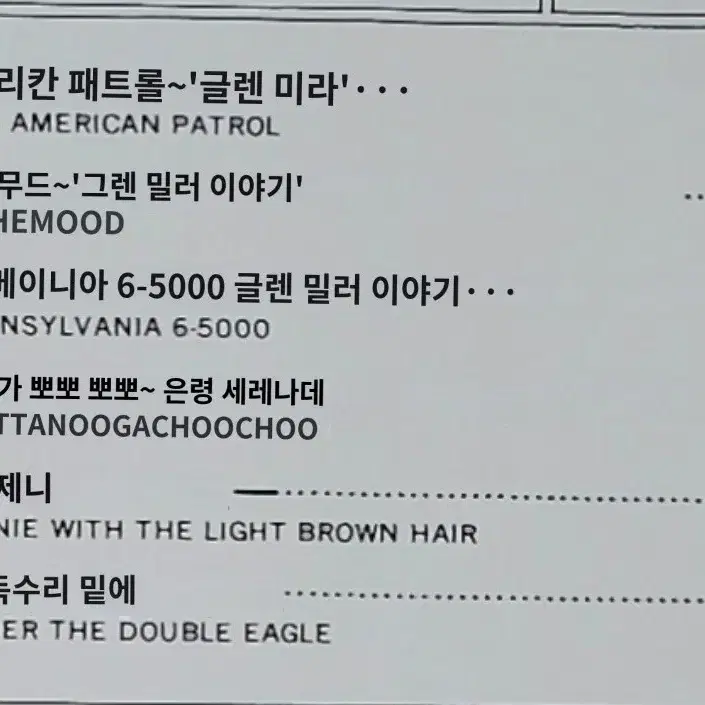 리칸 패트롤~'글렌 미라'···
AMERICAN PATROL
무드~'그렌 밀러 이야기'
HEMOOD
메이니아 6-5000 글렌 밀러 이야기···
NSYLVANIA 6-5000
가 뽀뽀 뽀뽀~ 은령 세레나데
TTANOOGACHOOCHOO
제니
NIE WITH THE LIGHT BROWN HAIR
독수리 밑에
ER THE DOUBLE EAGLE